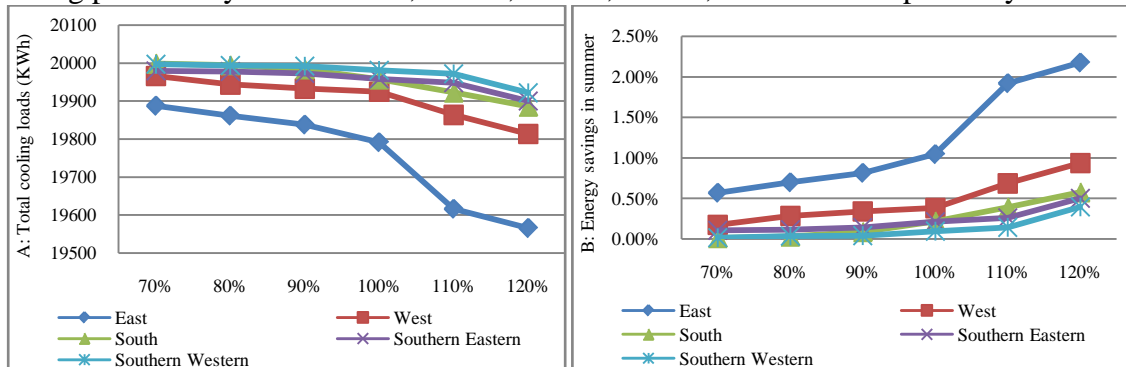 A: Total cooling loads (KWh)
20100
20000
19900
19800
19700
19600
19500
70% 80% 90% 100% 110% 120%
East West
South Southern Eastern
Southern Western
B: Energy savings in summer
2.50%
2.00%
1.50%
1.00%
0.50%
0.00%
70% 80% 90% 100% 110% 120%
East West
South Southern Eastern
Southern Western